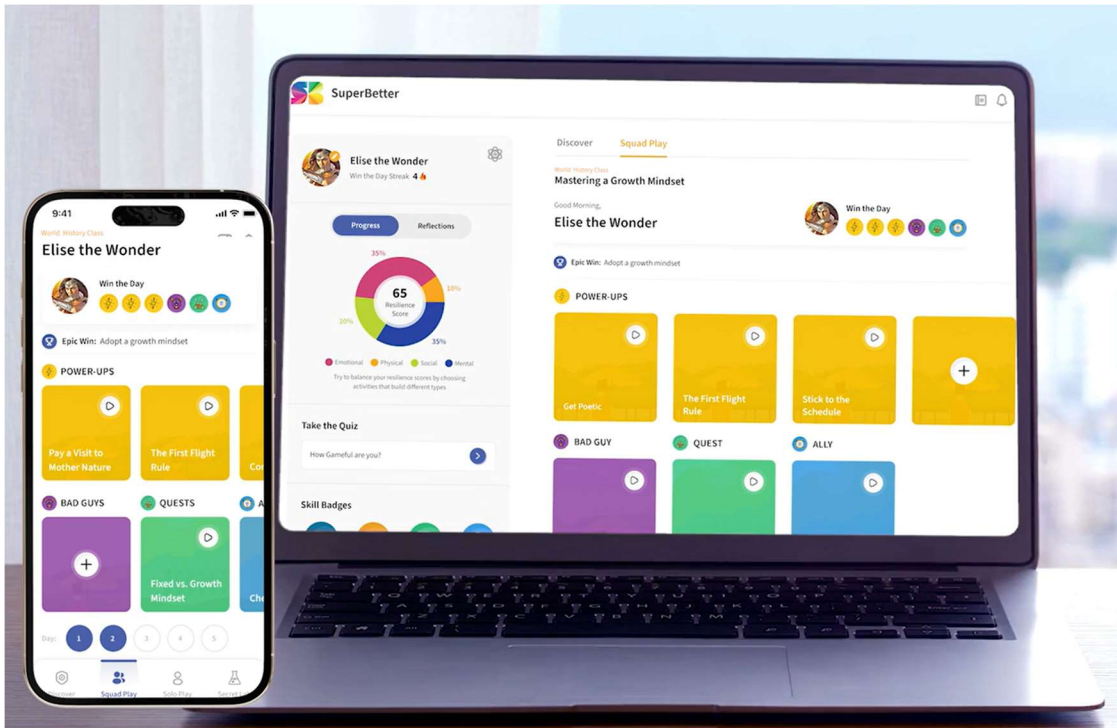 SuperBetter
Elise the Wonder
Win the Day Streak 4
Progress
Reflections
35%
10%
20%
35%
65
Resilience
Score
Emotional
Physical
Social
Mental
Try to balance your resilience scores by choosing
activities that build different types
Take the Quiz
How Gameful are you?
Skill Badges
Discover
Squad Play
World History Class
Mastering a Growth Mindset
Good Morning,
Elise the Wonder
Win the Day
Epic Win: Adopt a growth mindset
POWER-UPS
Get Poetic
The First Flight
Rule
Stick to the
Schedule
BAD GUY
QUEST
ALLY
9:41
World History Class
Elise the Wonder
Win the Day
Epic Win: Adopt a growth mindset
POWER-UPS
Pay a Visit to
Mother Nature
The First Flight
Rule
Co
BAD GUYS
QUESTS
A
Fixed vs. Growth
Mindset
Che
Day:
1
2
3
4
5
Discover
Squad Play
Solo Play
Secret